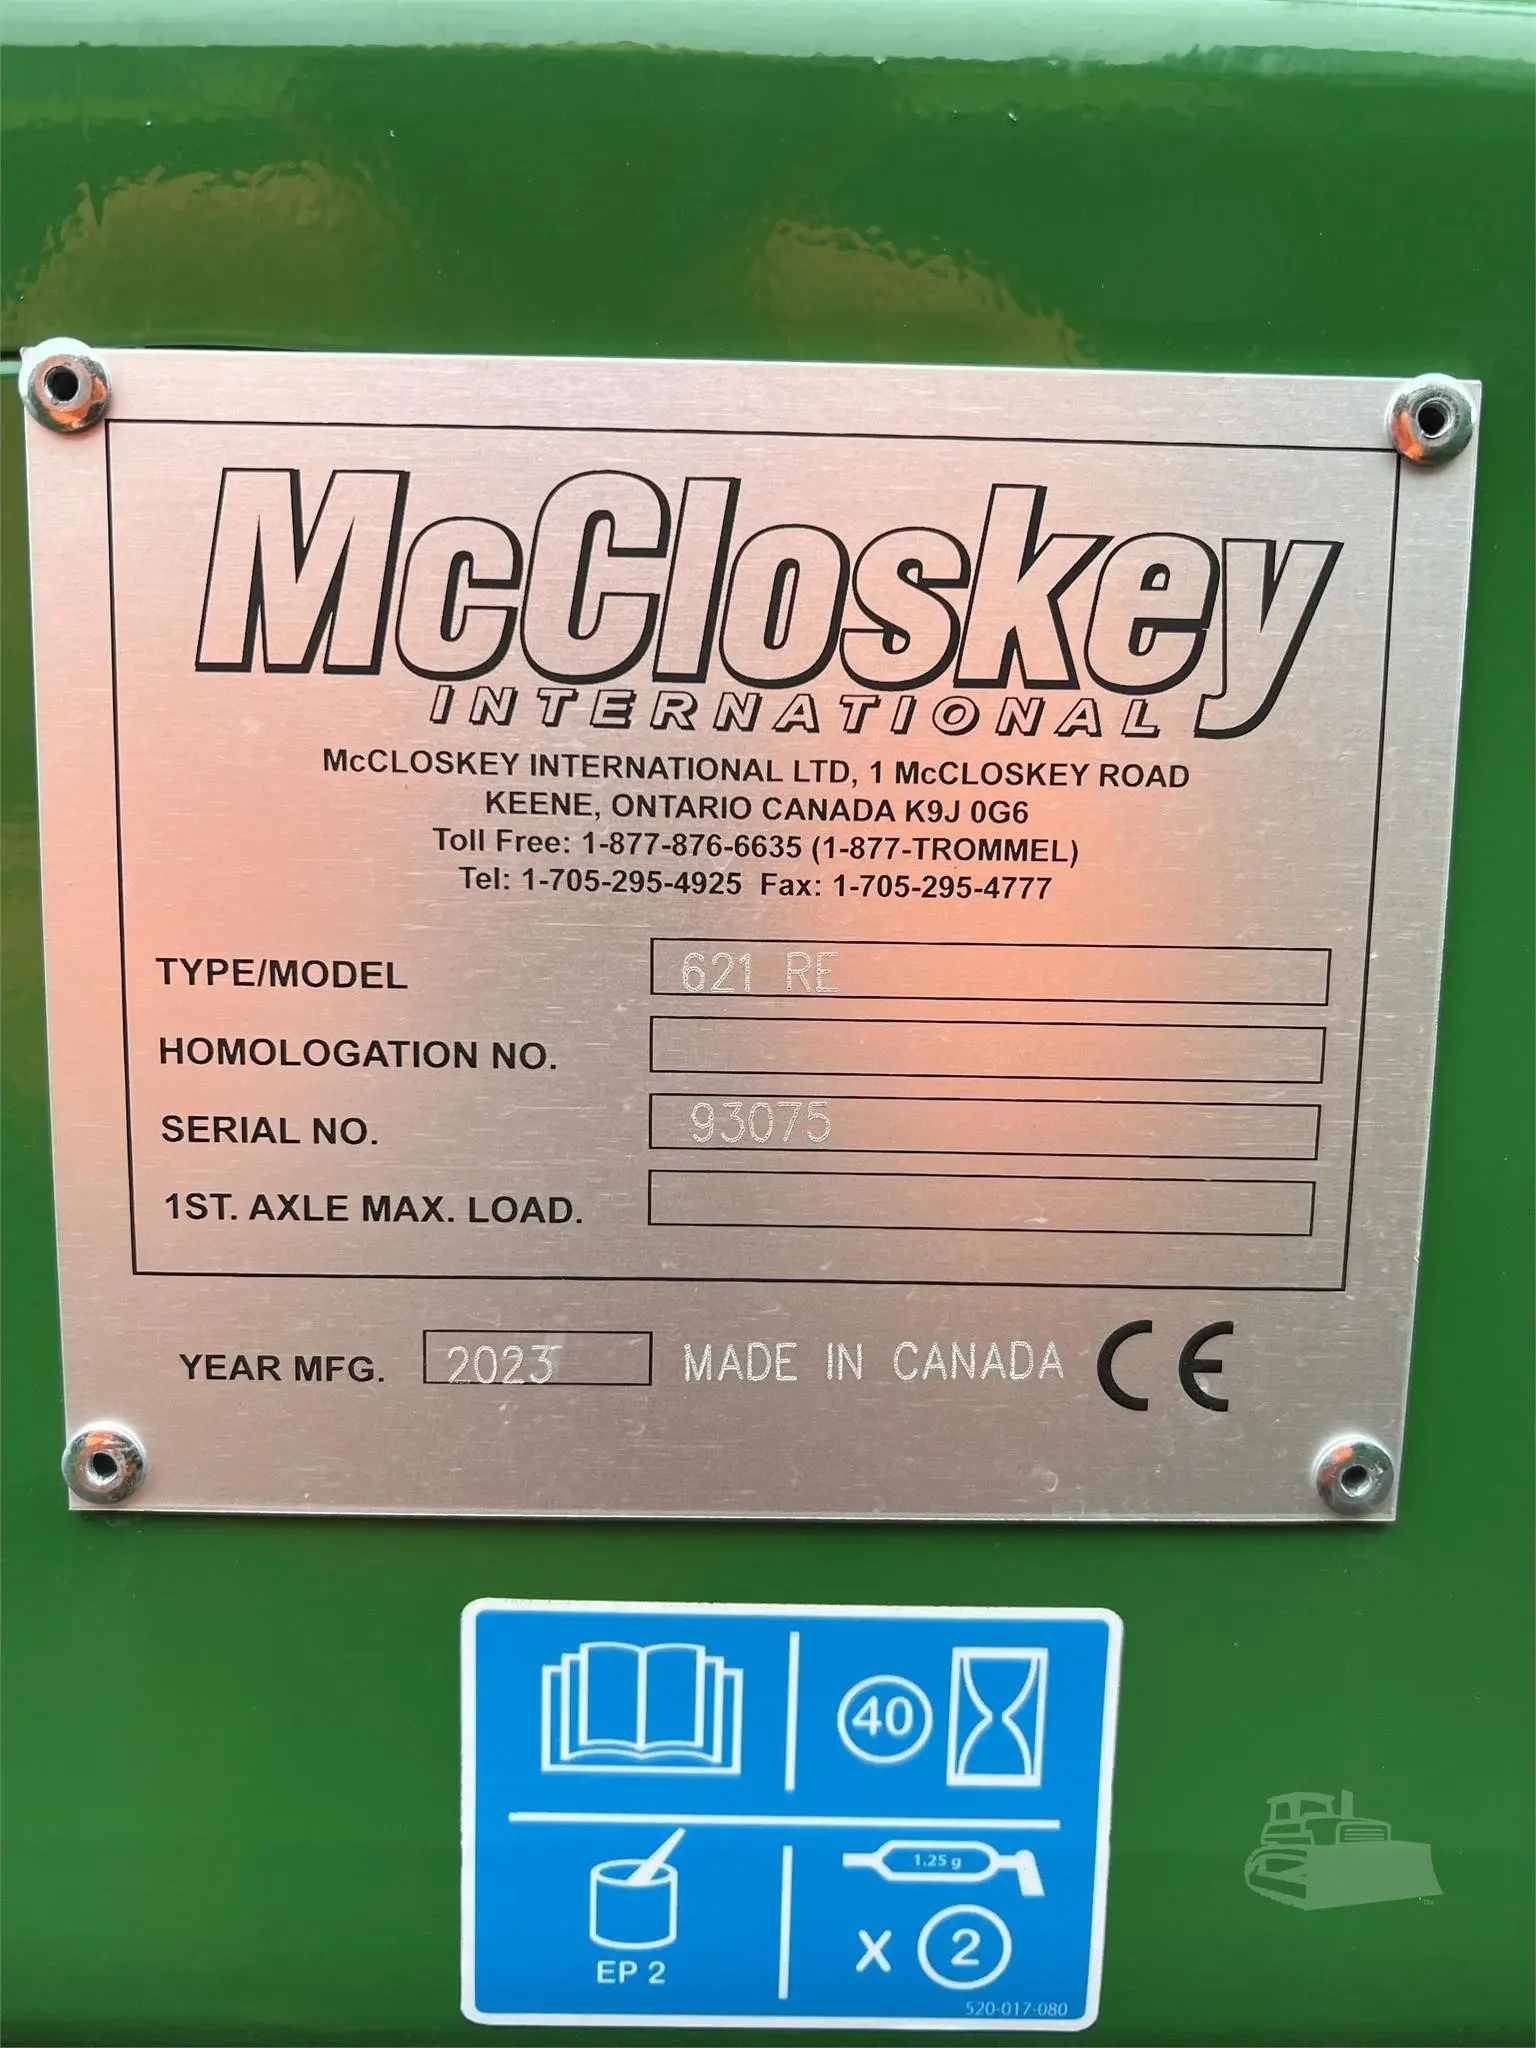 McCloskey
INTERNATIONAL
McCLOSKEY INTERNATIONAL LTD, 1 McCLOSKEY ROAD
KEENE, ONTARIO CANADA K9J 0G6
Toll Free: 1-877-876-6635 (1-877-TROMMEL)
Tel: 1-705-295-4925 Fax: 1-705-295-4777
TYPE/MODEL 621 RE
HOMOLOGATION NO.
SERIAL NO. 93075
1ST. AXLE MAX. LOAD.
YEAR MFG. 2023 MADE IN CANADA CE
40
1.25 g
EP 2 X 2
520-017-080
TM